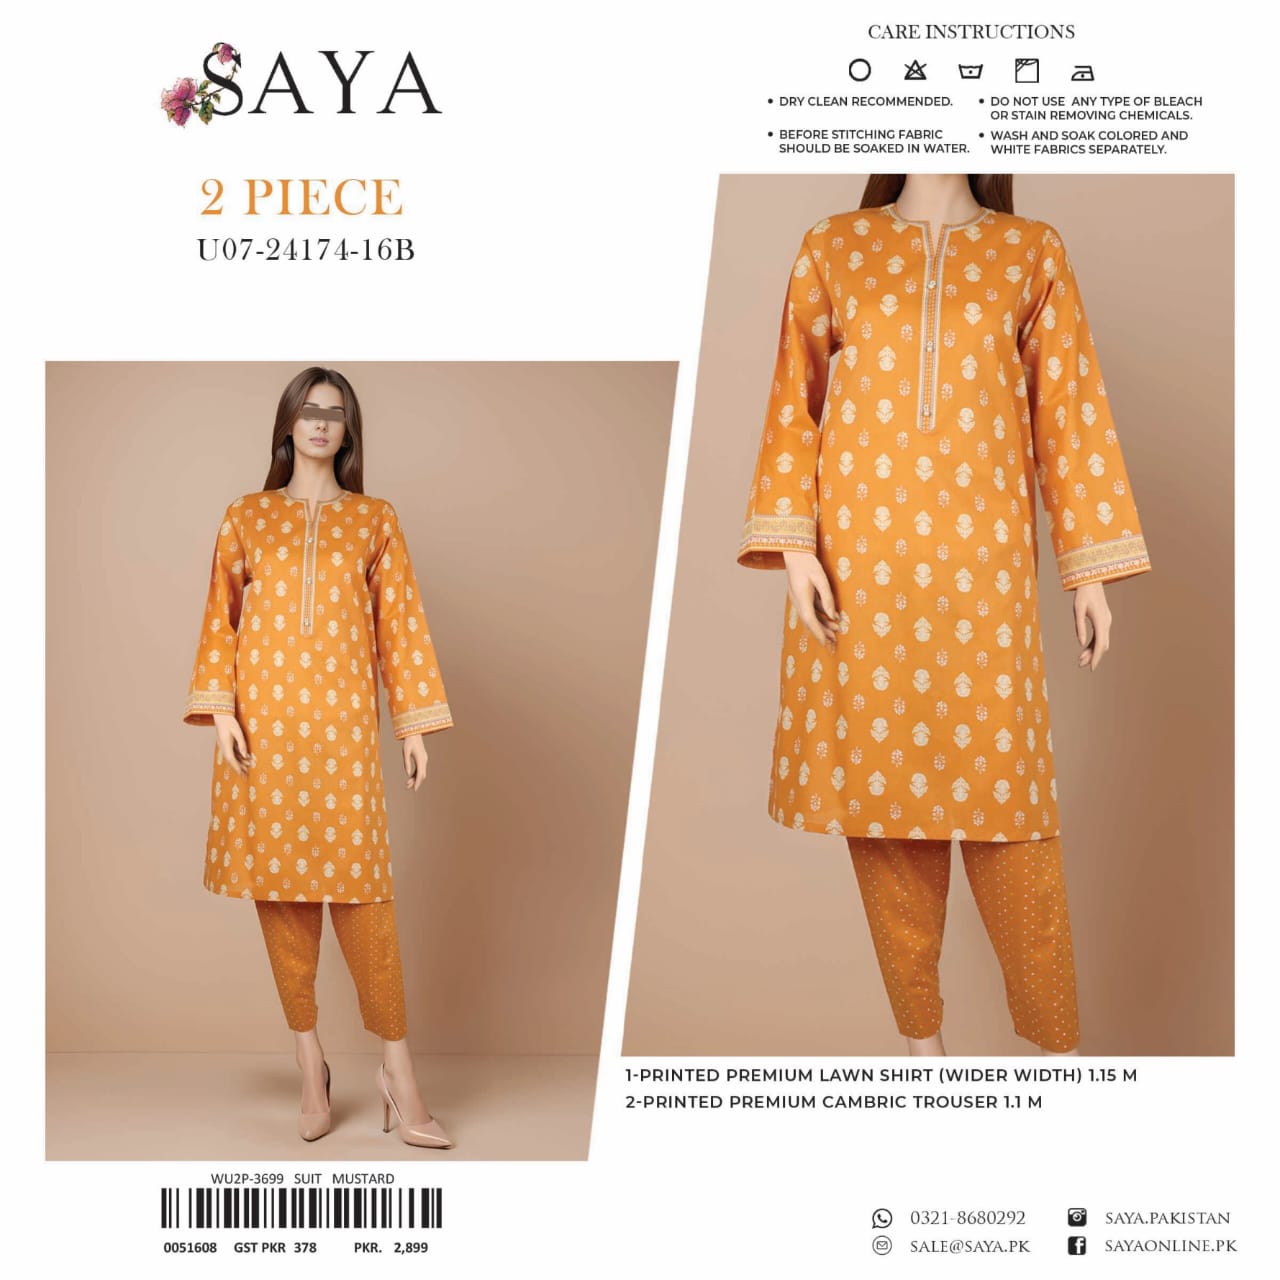 SAYA
2 PIECE
U07-24174-16B
CARE INSTRUCTIONS
• DRY CLEAN RECOMMENDED.
• BEFORE STITCHING FABRIC
SHOULD BE SOAKED IN WATER.
• DO NOT USE ANY TYPE OF BLEACH
OR STAIN REMOVING CHEMICALS.
• WASH AND SOAK COLORED AND
WHITE FABRICS SEPARATELY.
1-PRINTED PREMIUM LAWN SHIRT (WIDER WIDTH) 1.15 M
2-PRINTED PREMIUM CAMBRIC TROUSER 1.1 M
WU2P-3699 SUIT MUSTARD
0051608 GST PKR 378 PKR. 2,899
0321-8680292
SALE@SAYA.PK
SAYA.PAKISTAN
SAYAONLINE.PK